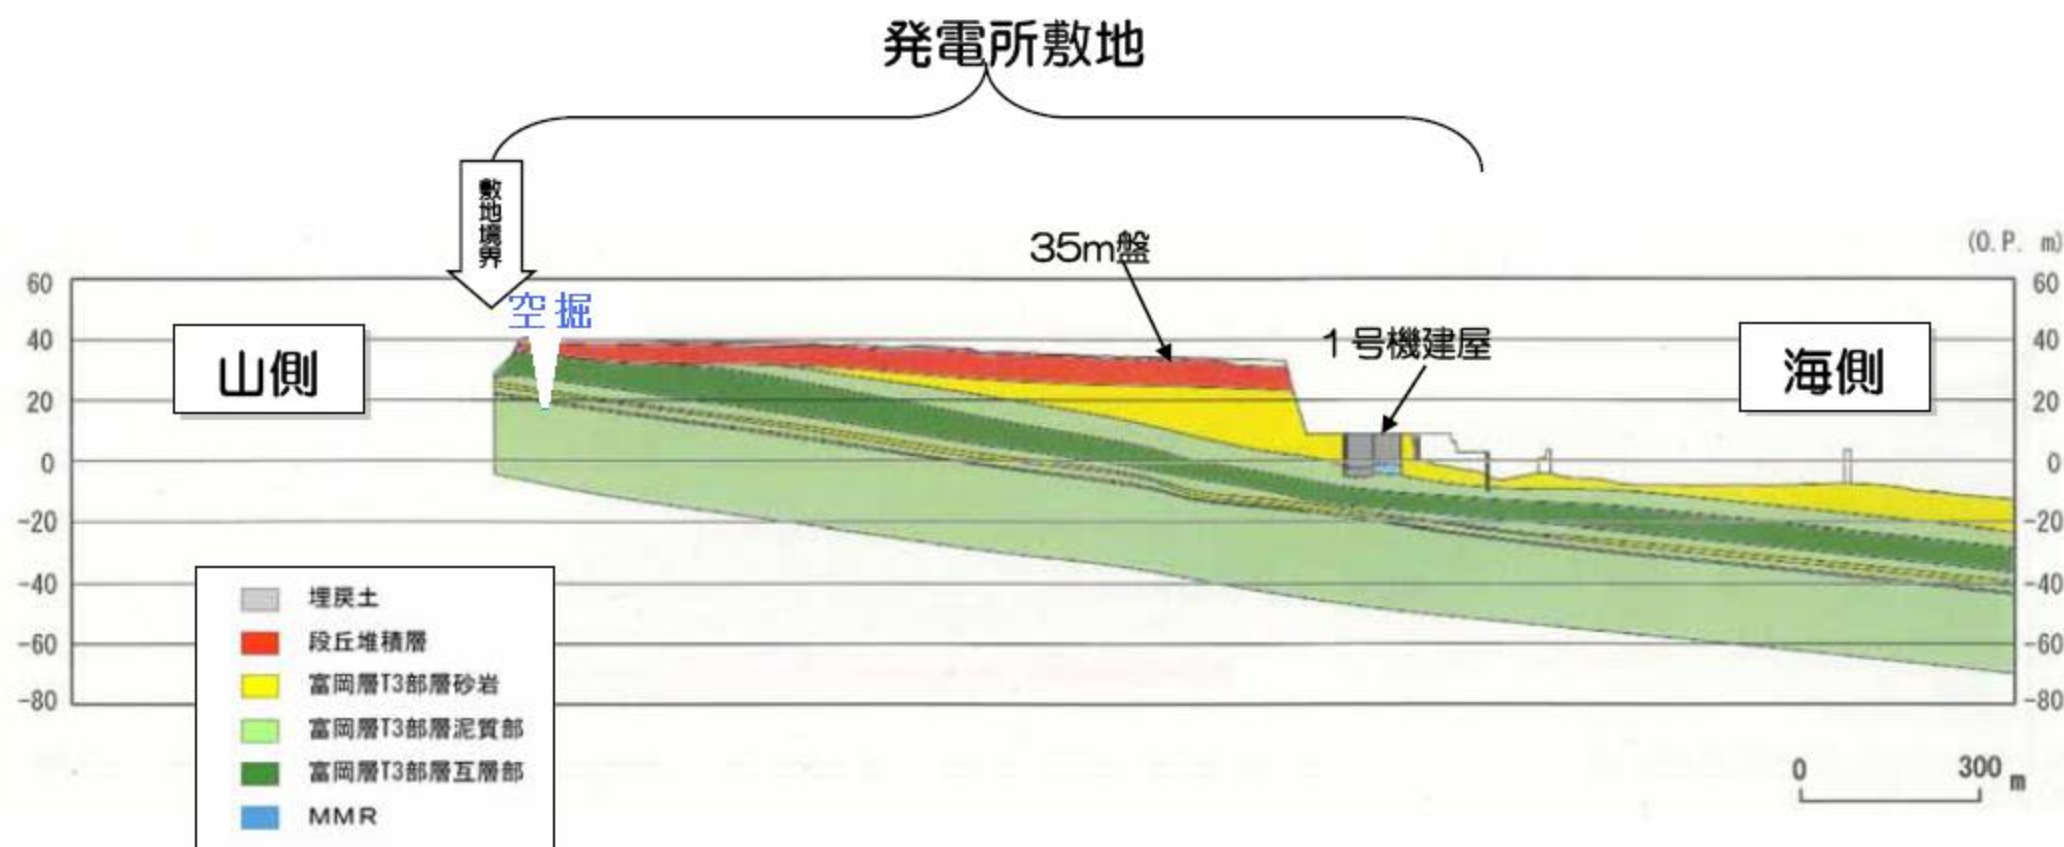 発電所敷地
敷地境界
35m盤
(O.P. m)
60
60
空掘
1号機建屋
40
40
山側
海側
20
20
0
0
-20
-20
-40
-40
-60
-60
-80
-80
埋戻土
段丘堆積層
富岡層T3部層砂岩
富岡層T3部層泥質部
富岡層T3部層互層部
MMR
0 300 m